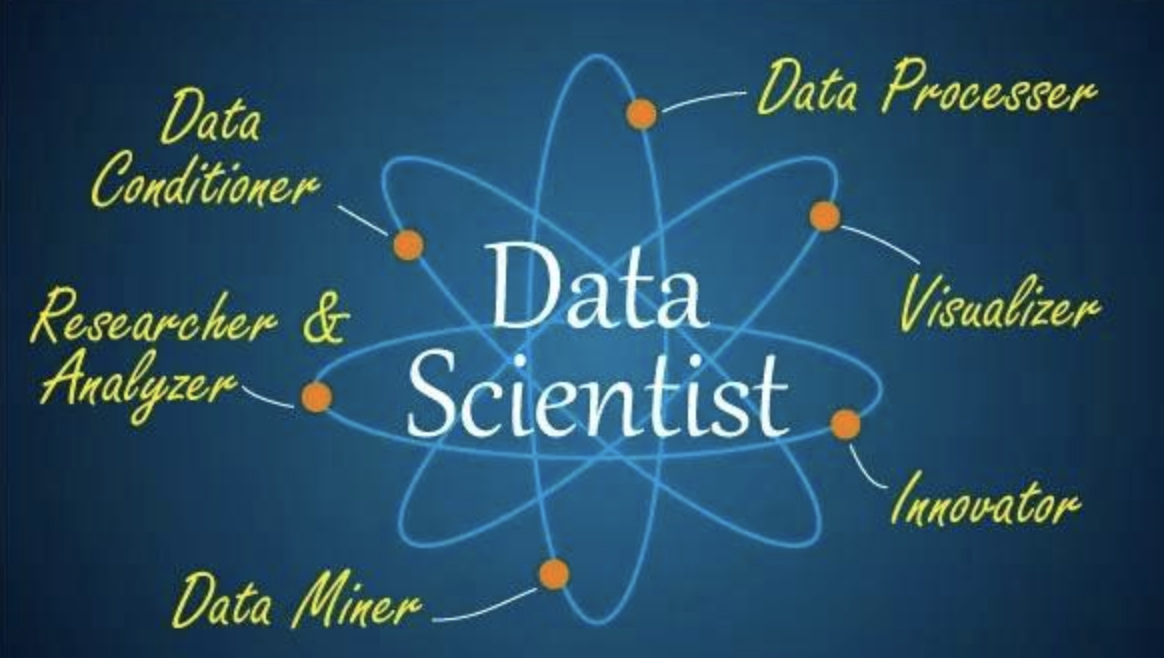 Data
Conditioner
Data Processer
Researcher &
Analyzer
Data
Scientist
Visualizer
Innovator
Data Miner